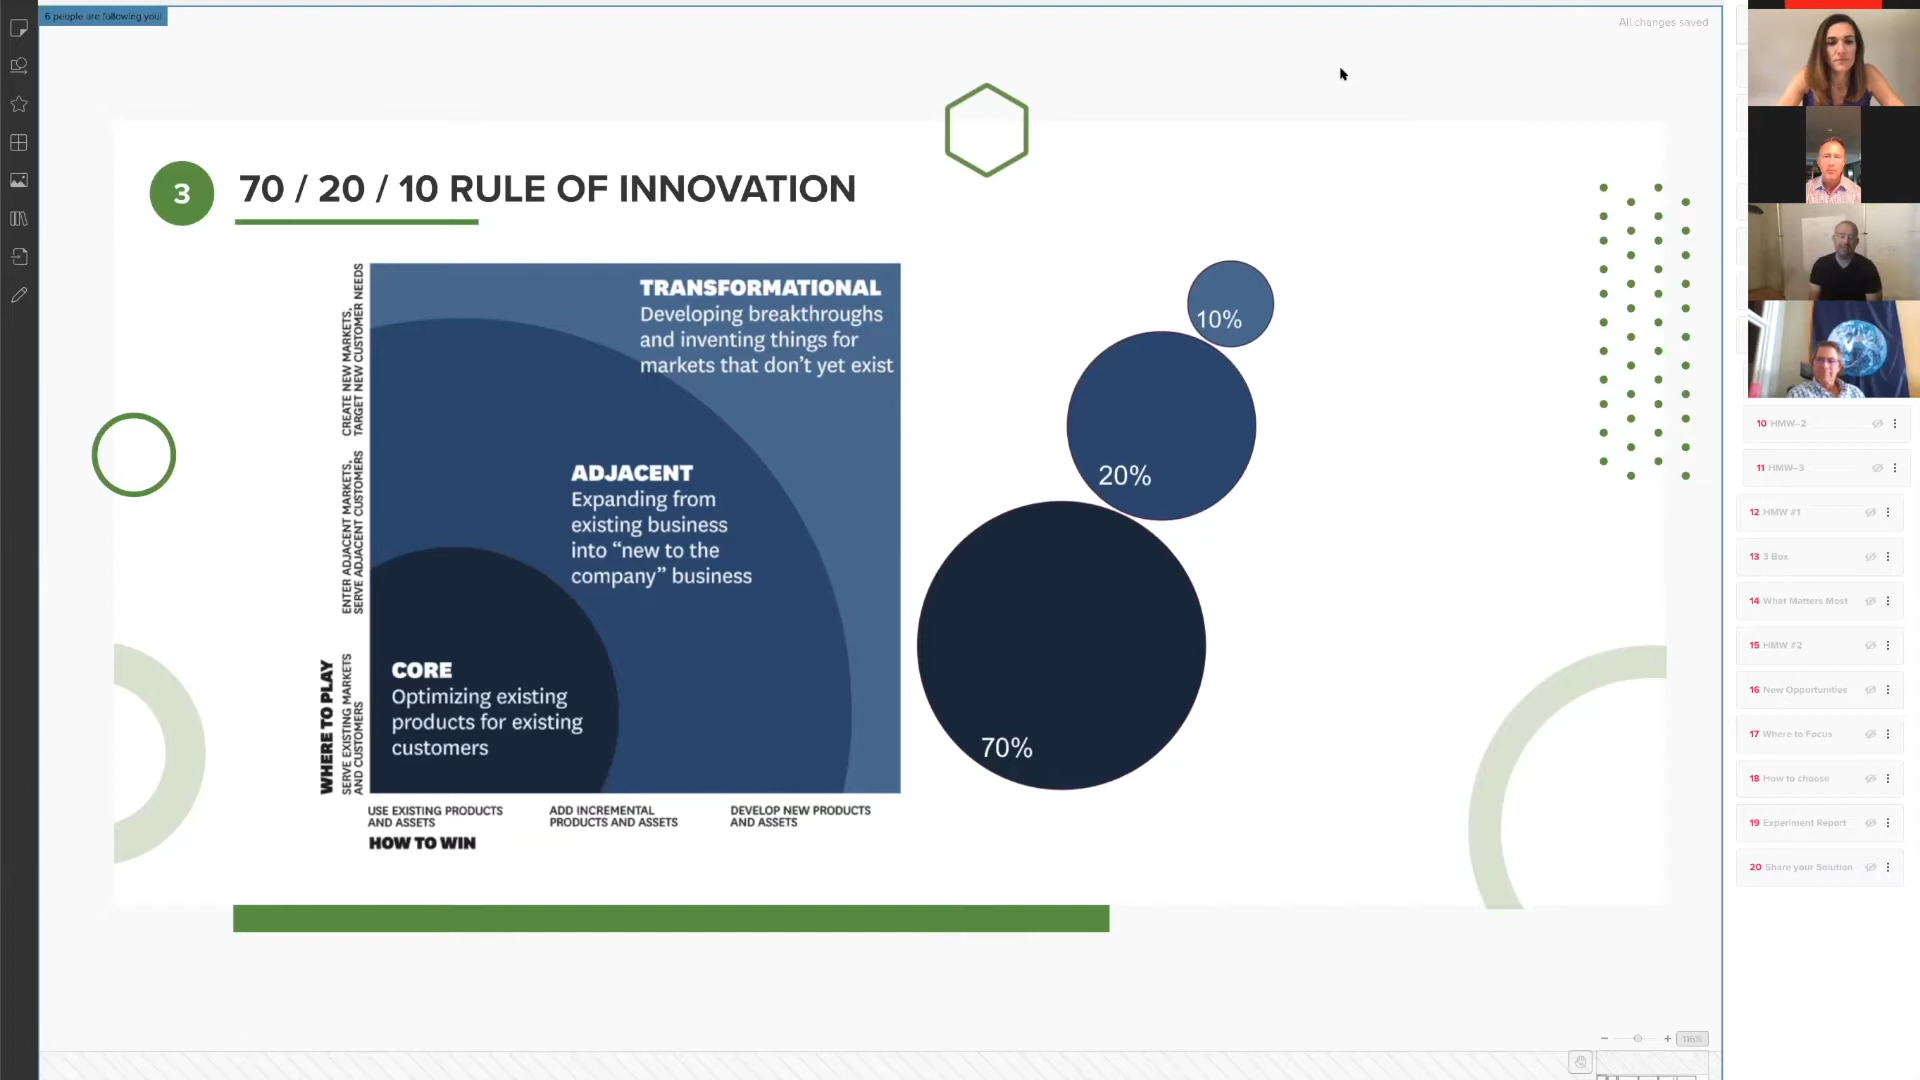 6 people are following you!
All changes saved
3
70 / 20 / 10 RULE OF INNOVATION
TRANSFORMATIONAL
Developing breakthroughs
and inventing things for
markets that don't yet exist
ADJACENT
Expanding from
existing business
into “new to the
company” business
CORE
Optimizing existing
products for existing
customers
CREATE NEW MARKETS,
TARGET NEW CUSTOMER NEEDS
ENTER ADJACENT MARKETS,
SERVE ADJACENT CUSTOMERS
WHERE TO PLAY
SERVE EXISTING MARKETS
AND CUSTOMERS
USE EXISTING PRODUCTS
AND ASSETS
ADD INCREMENTAL
PRODUCTS AND ASSETS
DEVELOP NEW PRODUCTS
AND ASSETS
HOW TO WIN
10%
20%
70%
10 HMW-2
11 HMW-3
12 HMW #1
13 3 Box
14 What Matters Most
15 HMW #2
16 New Opportunities
17 Where to Focus
18 How to choose
19 Experiment Report
20 Share your Solution
116%